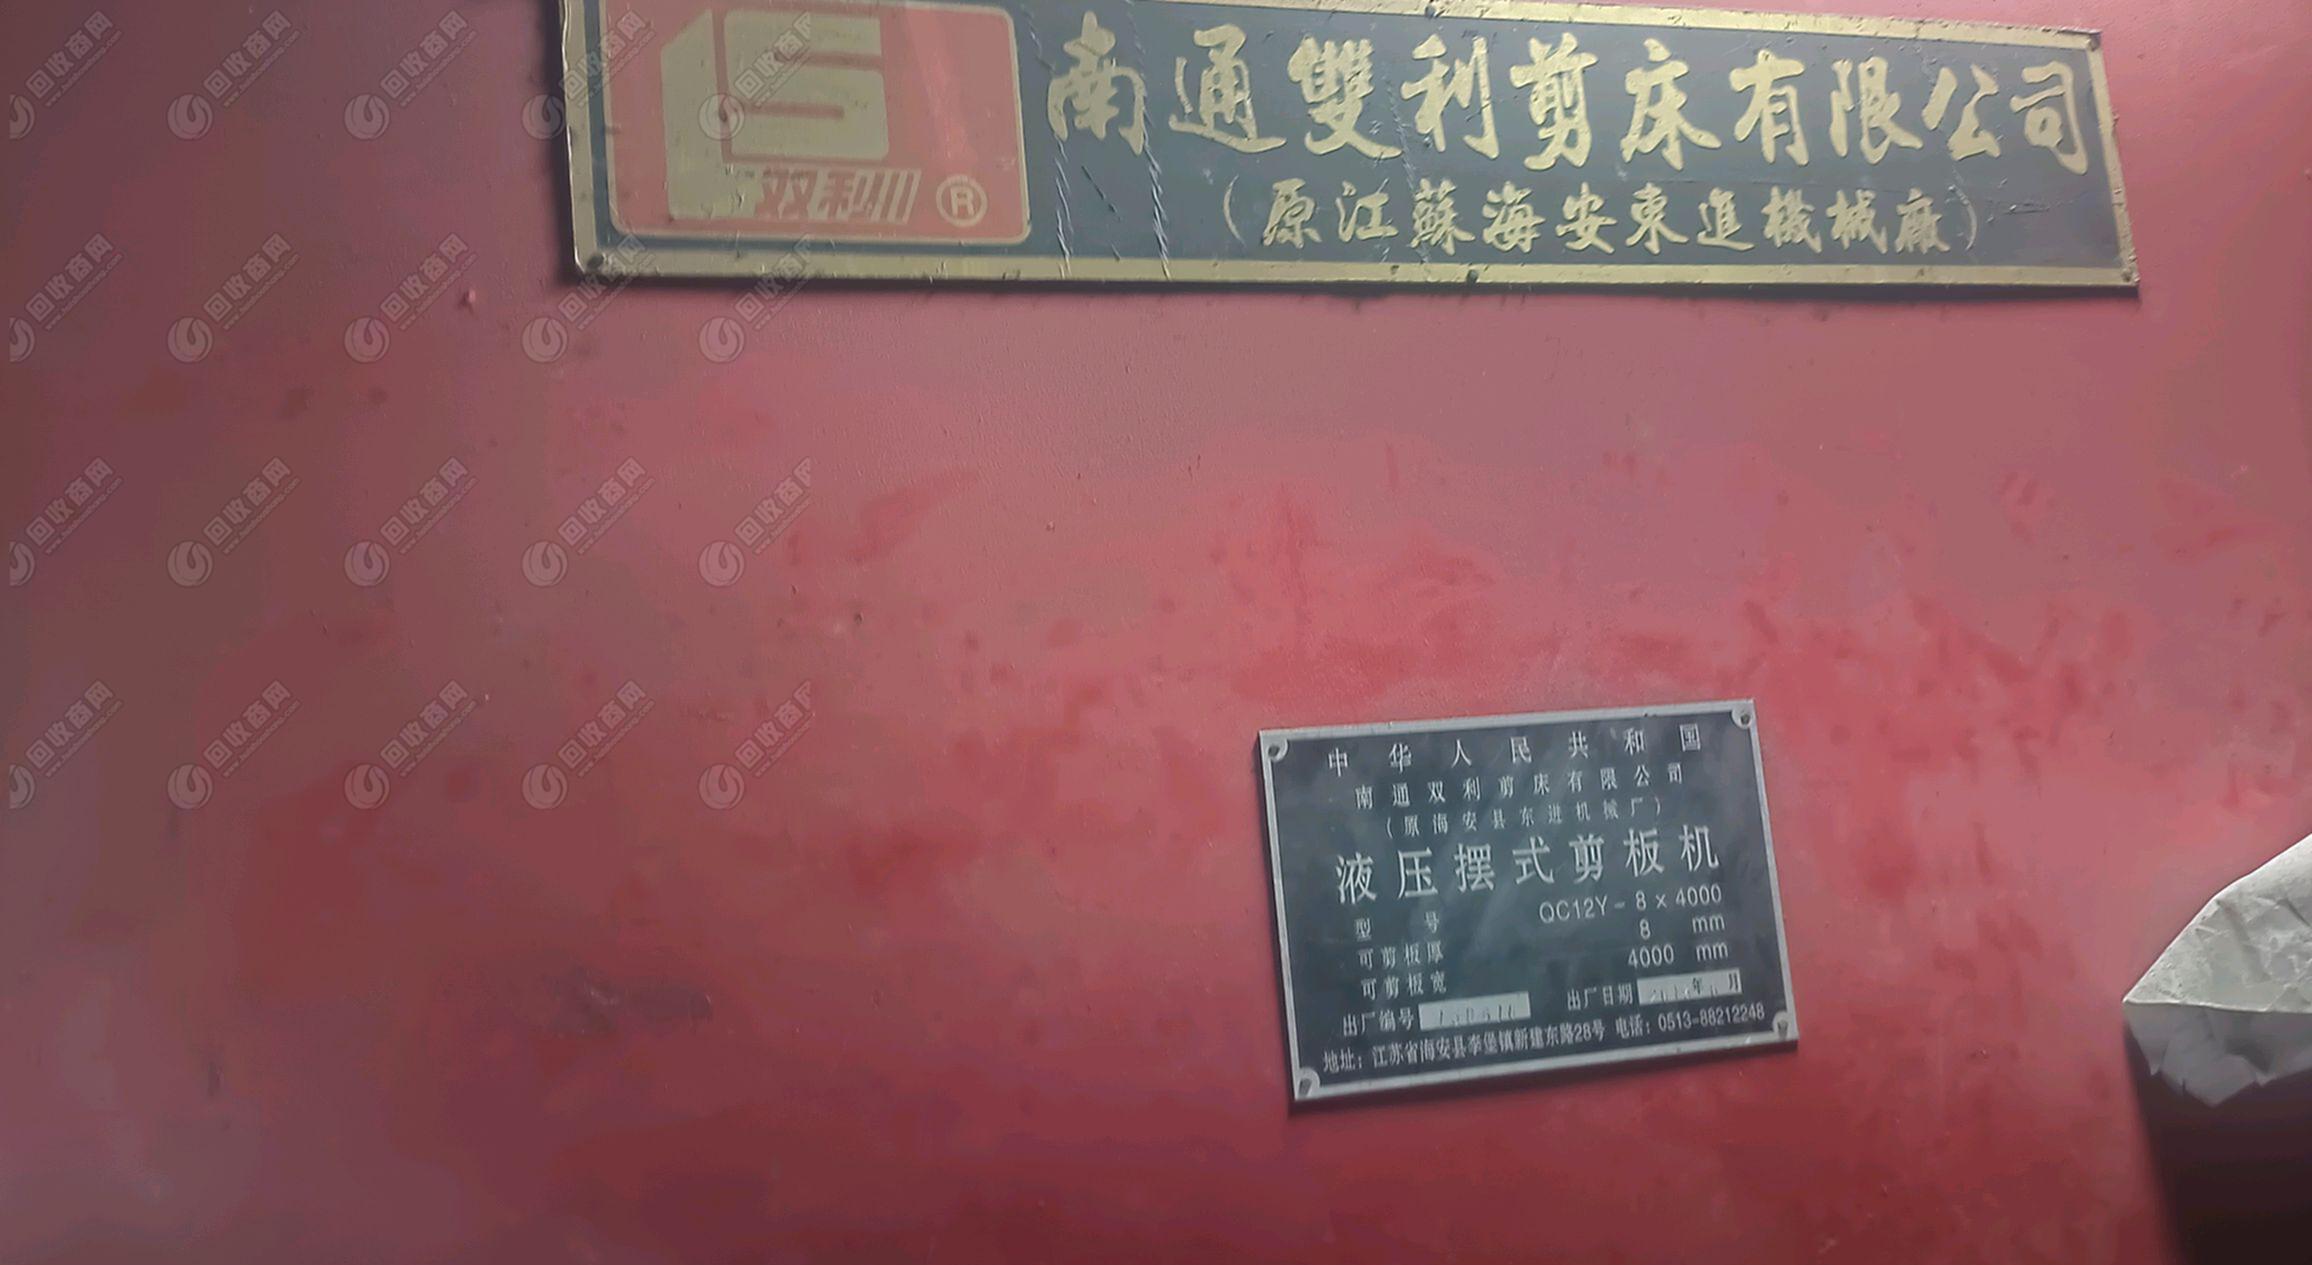 双利 ®
南通雙利剪床有限公司
（原江蘇海安東進機械廠）
中华人民共和国
南通双利剪床有限公司
（原海安县东进机械厂）
液压摆式剪板机
型号 QC12Y-8×4000
可剪板厚 8 mm
可剪板宽 4000 mm
出厂编号 出厂日期 年 月
地址：江苏省海安县李堡镇新建东路28号 电话：0513-88212248
回收商网